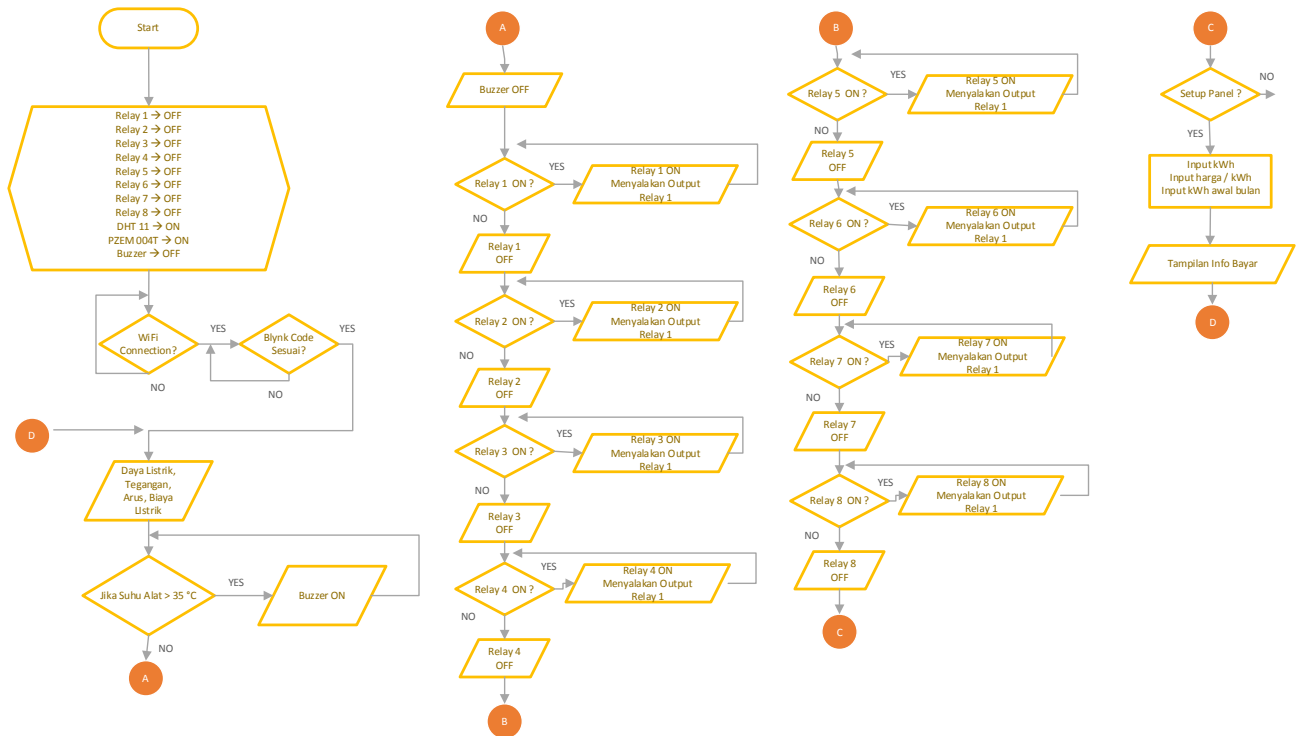 Start
Relay 1 → OFF
Relay 2 → OFF
Relay 3 → OFF
Relay 4 → OFF
Relay 5 → OFF
Relay 6 → OFF
Relay 7 → OFF
Relay 8 → OFF
DHT 11 → ON
PZEM 004T → ON
Buzzer → OFF
WiFi
Connection?
YES
NO
Blynk Code
Sesuai?
YES
NO
D
Daya Listrik,
Tegangan,
Arus, Biaya
LIstrik
Jika Suhu Alat > 35 °C
YES
Buzzer ON
NO
A
A
Buzzer OFF
Relay 1 ON ?
YES
Relay 1 ON
Menyalakan Output
Relay 1
NO
Relay 1
OFF
Relay 2 ON ?
YES
Relay 2 ON
Menyalakan Output
Relay 1
NO
Relay 2
OFF
Relay 3 ON ?
YES
Relay 3 ON
Menyalakan Output
Relay 1
NO
Relay 3
OFF
Relay 4 ON ?
YES
Relay 4 ON
Menyalakan Output
Relay 1
NO
Relay 4
OFF
B
B
Relay 5 ON ?
YES
Relay 5 ON
Menyalakan Output
Relay 1
NO
Relay 5
OFF
Relay 6 ON ?
YES
Relay 6 ON
Menyalakan Output
Relay 1
NO
Relay 6
OFF
Relay 7 ON ?
YES
Relay 7 ON
Menyalakan Output
Relay 1
NO
Relay 7
OFF
Relay 8 ON ?
YES
Relay 8 ON
Menyalakan Output
Relay 1
NO
Relay 8
OFF
C
C
Setup Panel ?
NO
YES
Input kWh
Input harga / kWh
Input kWh awal bulan
Tampilan Info Bayar
D